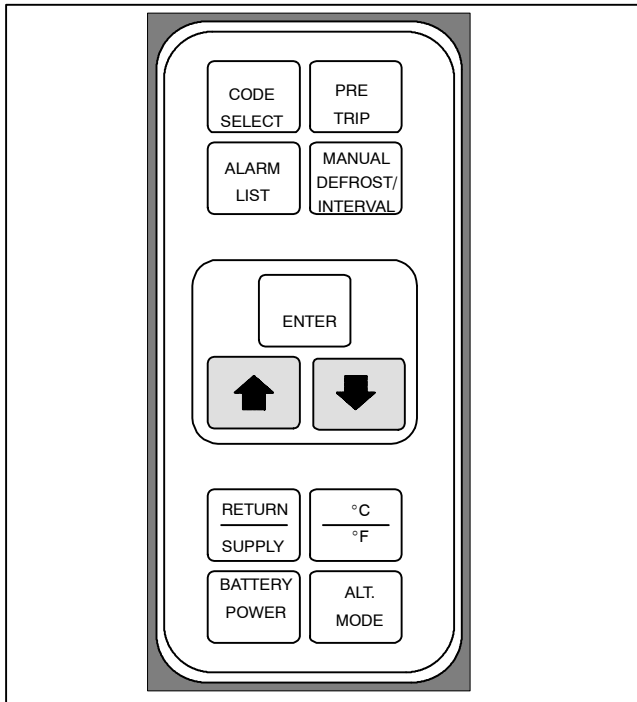 CODE
SELECT
PRE
TRIP
ALARM
LIST
MANUAL
DEFROST/
INTERVAL
ENTER
RETURN
SUPPLY
°C
°F
BATTERY
POWER
ALT.
MODE